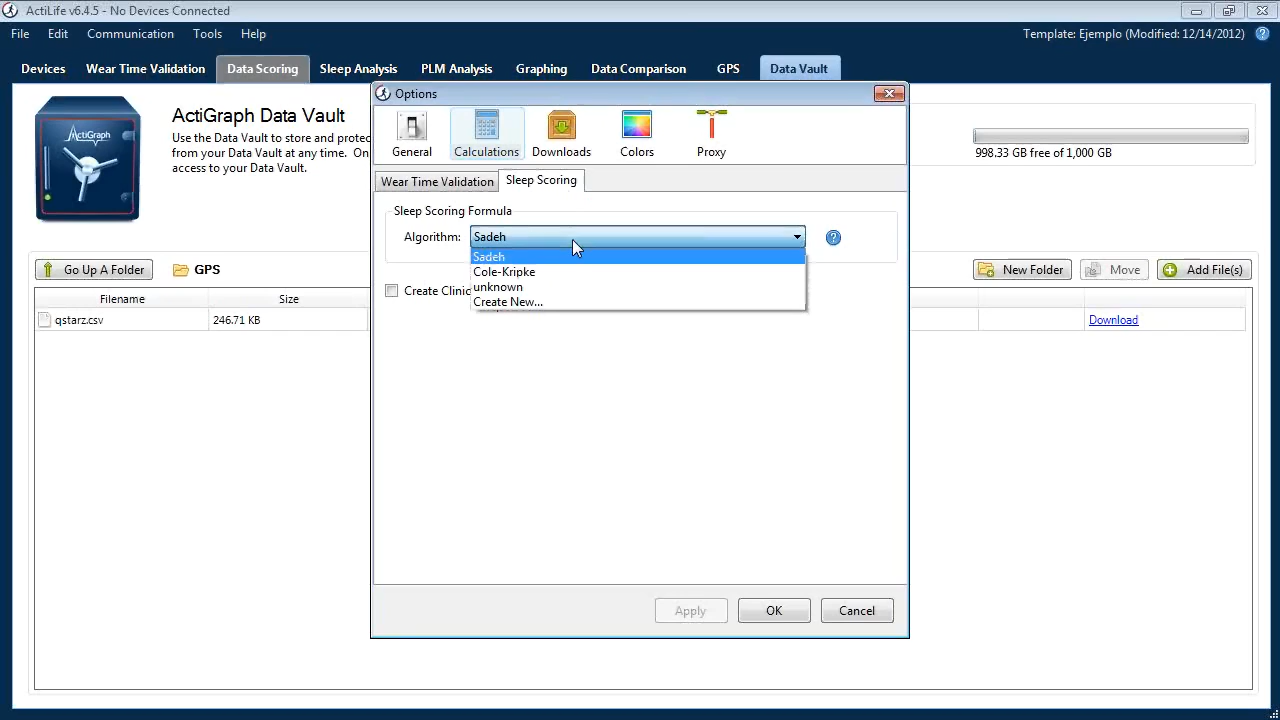 ActiLife v6.4.5 - No Devices Connected
File Edit Communication Tools Help
Template: Ejemplo (Modified: 12/14/2012)
Devices Wear Time Validation Data Scoring Sleep Analysis PLM Analysis Graphing Data Comparison GPS Data Vault
ActiGraph
ActiGraph Data Vault
Use the Data Vault to store and prote
from your Data Vault at any time. On
access to your Data Vault.
998.33 GB free of 1,000 GB
Options
General Calculations Downloads Colors Proxy
Wear Time Validation Sleep Scoring
Sleep Scoring Formula
Algorithm: Sadeh
Sadeh
Cole-Kripke
unknown
Create New...
Create Clinic
Go Up A Folder GPS
New Folder Move Add File(s)
Filename Size
qstarz.csv 246.71 KB Download
Apply OK Cancel